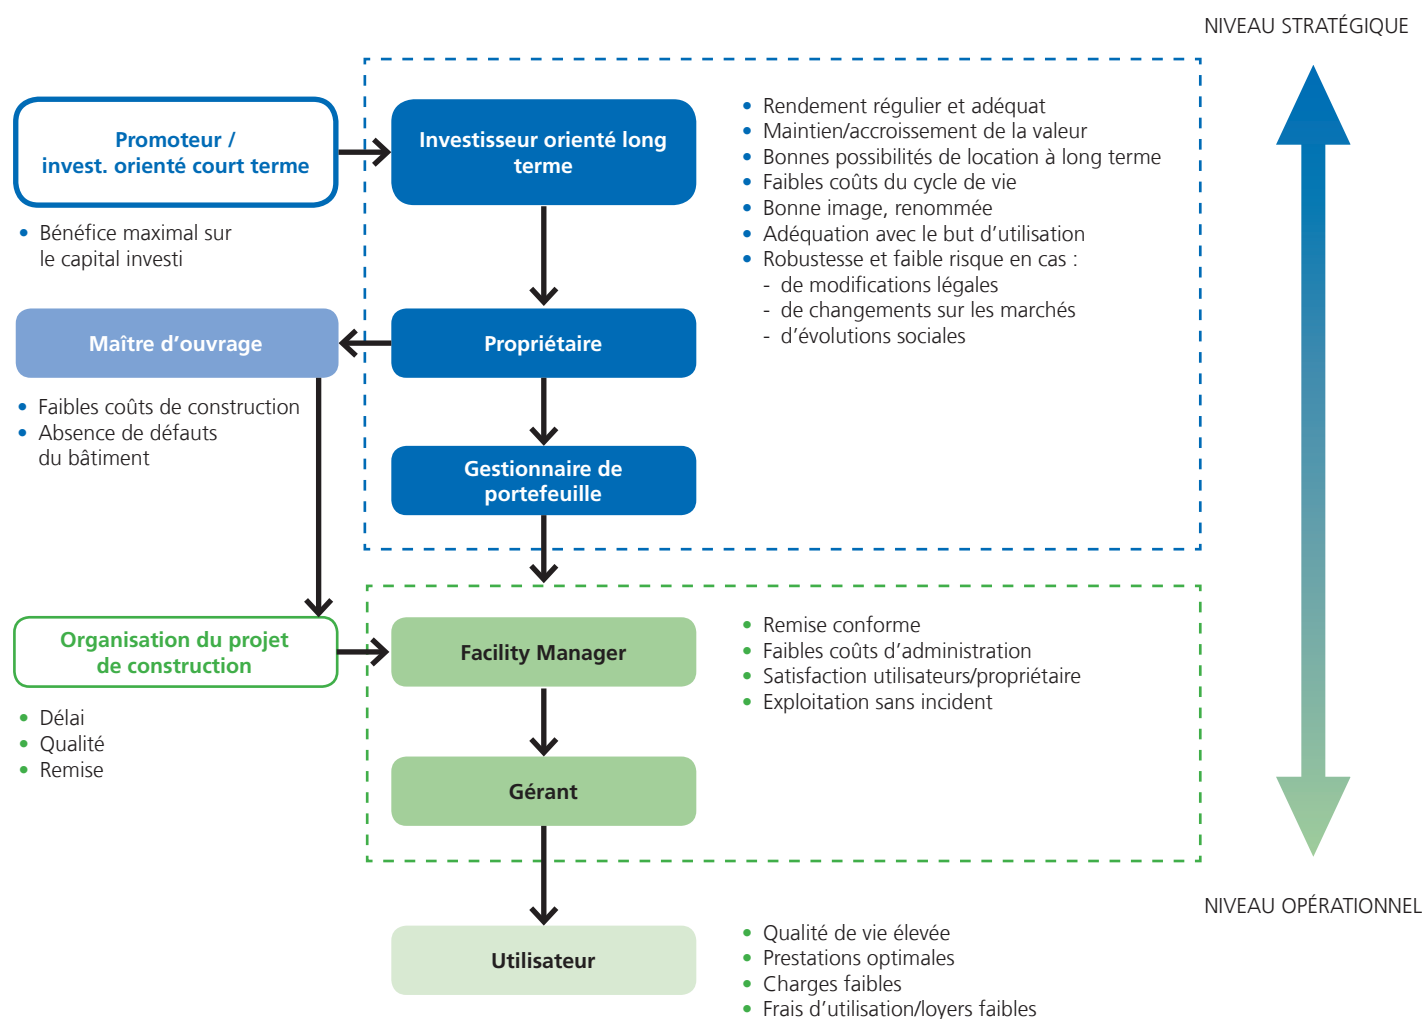 NIVEAU STRATÉGIQUE
Promoteur /
invest. orienté court terme
• Bénéfice maximal sur
le capital investi
Investisseur orienté long
terme
• Rendement régulier et adéquat
• Maintien/accroissement de la valeur
• Bonnes possibilités de location à long terme
• Faibles coûts du cycle de vie
• Bonne image, renommée
• Adéquation avec le but d’utilisation
• Robustesse et faible risque en cas :
- de modifications légales
- de changements sur les marchés
- d’évolutions sociales
Maître d’ouvrage
• Faibles coûts de construction
• Absence de défauts
du bâtiment
Propriétaire
Gestionnaire de
portefeuille
Organisation du projet
de construction
• Délai
• Qualité
• Remise
Facility Manager
• Remise conforme
• Faibles coûts d’administration
• Satisfaction utilisateurs/propriétaire
• Exploitation sans incident
Gérant
NIVEAU OPÉRATIONNEL
Utilisateur
• Qualité de vie élevée
• Prestations optimales
• Charges faibles
• Frais d’utilisation/loyers faibles